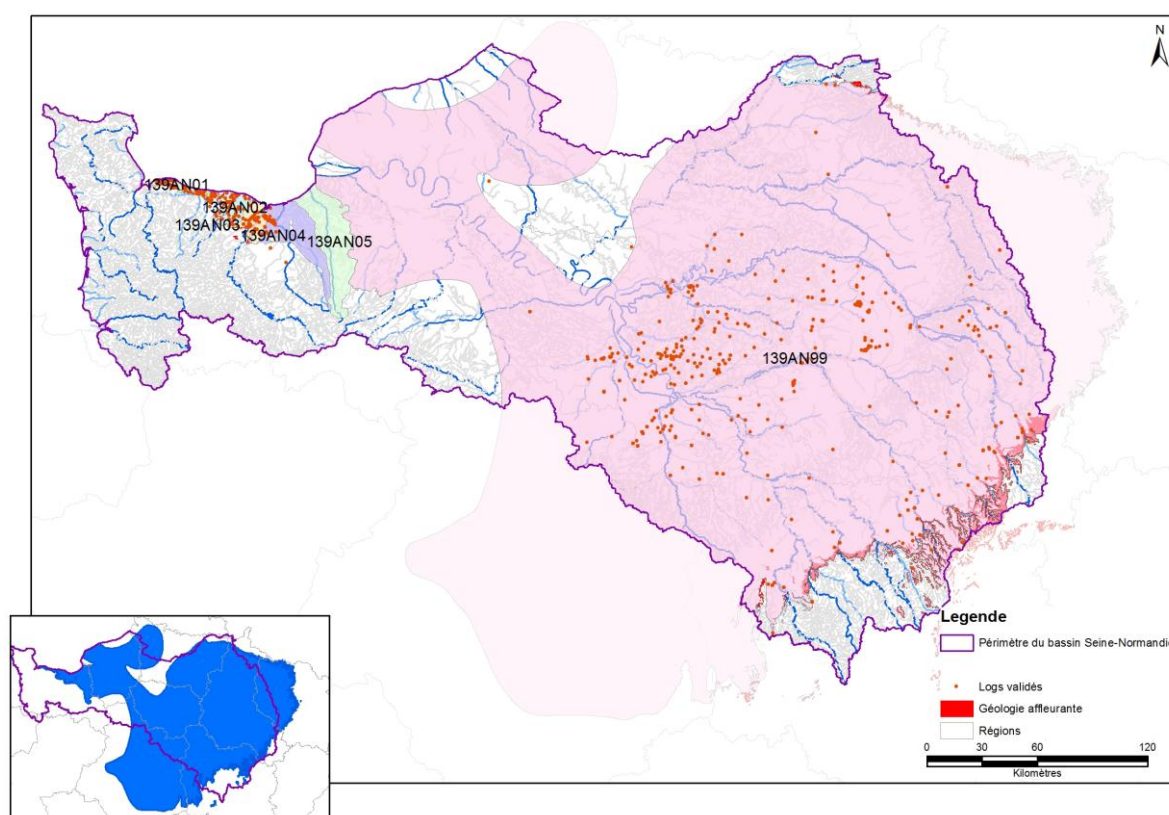 N
139AN01
139AN02
139AN03
139AN04
139AN05
139AN99
Legende
Périmètre du bassin Seine-Normandie
Logs validés
Géologie affleurante
Régions
0 30 60 120
Kilomètres